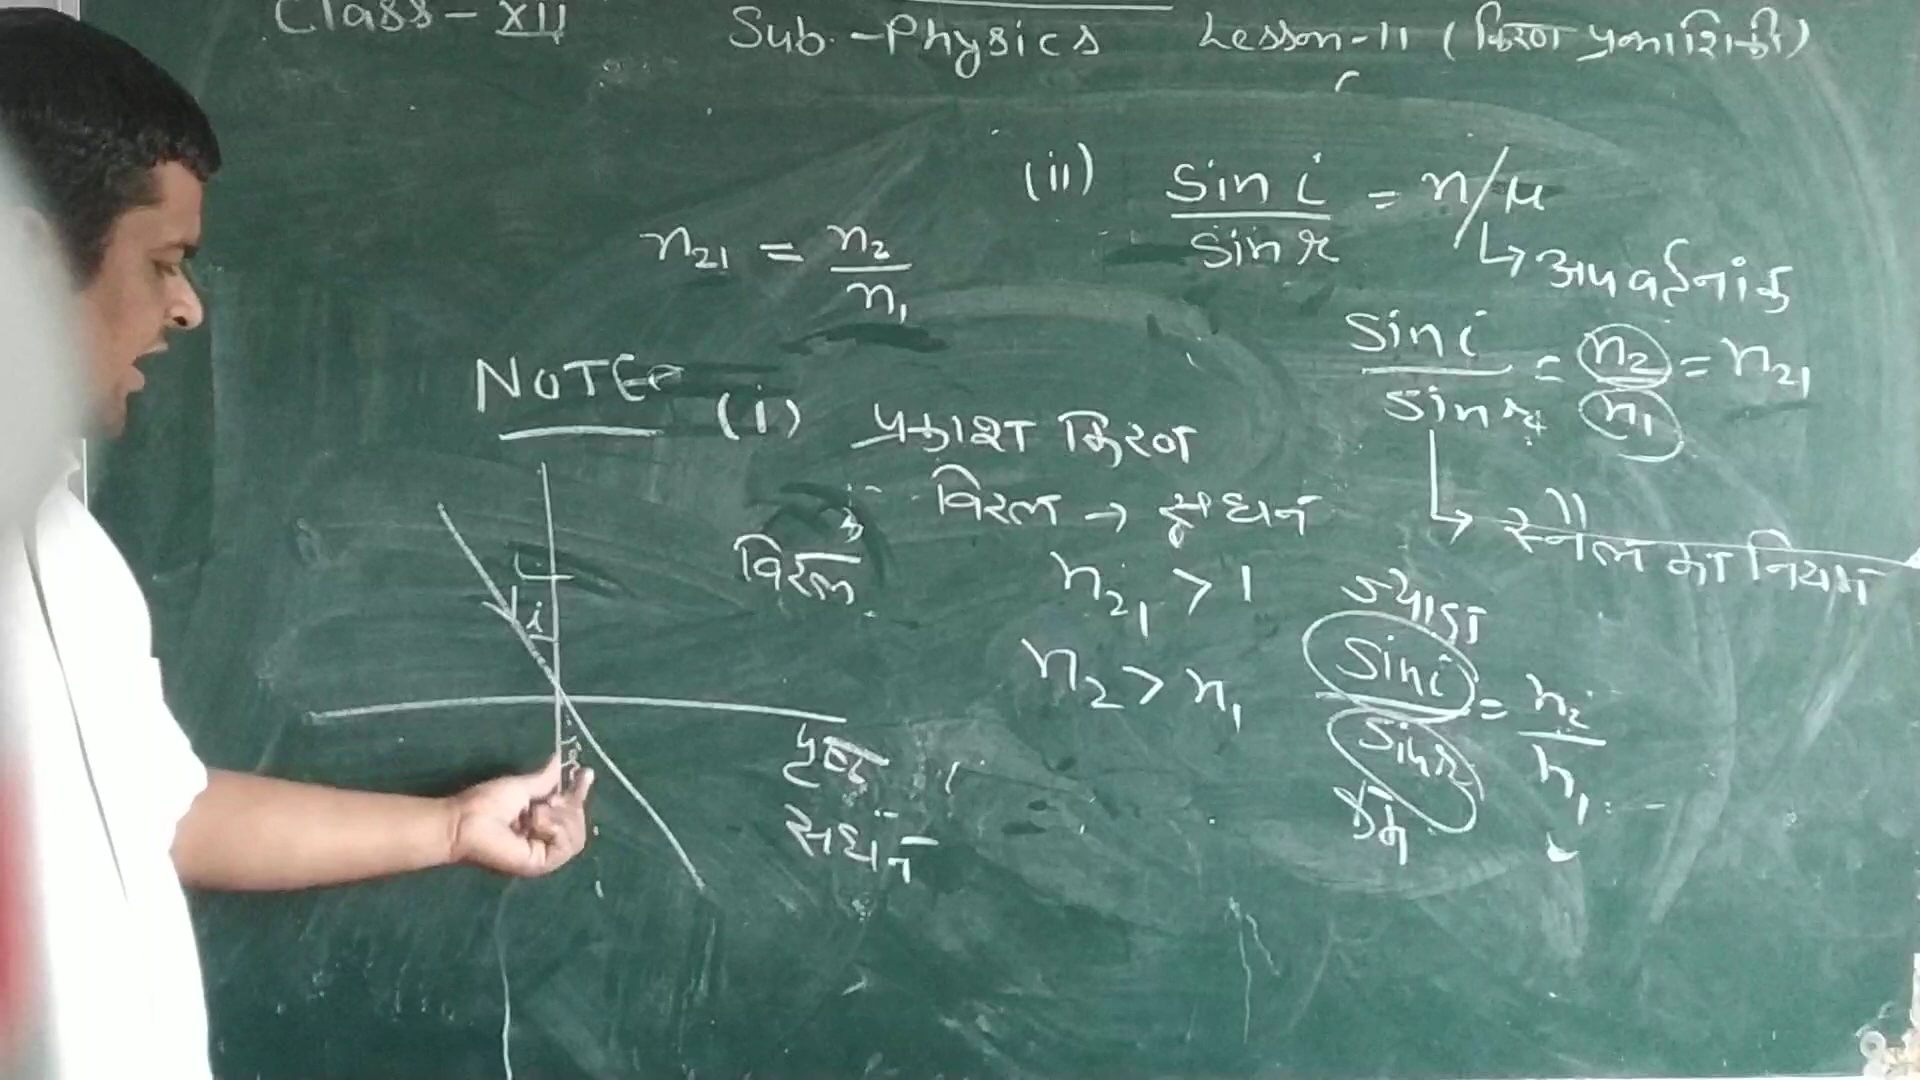 Class - XII Sub. - Physics Lesson - 11 (किरण प्रकाशिकी)
(ii) sin i / sin r = n/μ
↳ अपवर्तनांक
n21 = n2 / n1
sin i / sin r = n2 / n1 = n21
↳ स्नेल का नियम
NOTE (i) प्रकाश किरण
विरल → सघन
विरल
n21 > 1
n2 > n1
ज्यादा
sin i / sin r = n2 / n1
कम
i
r
पृष्ठ
सघन